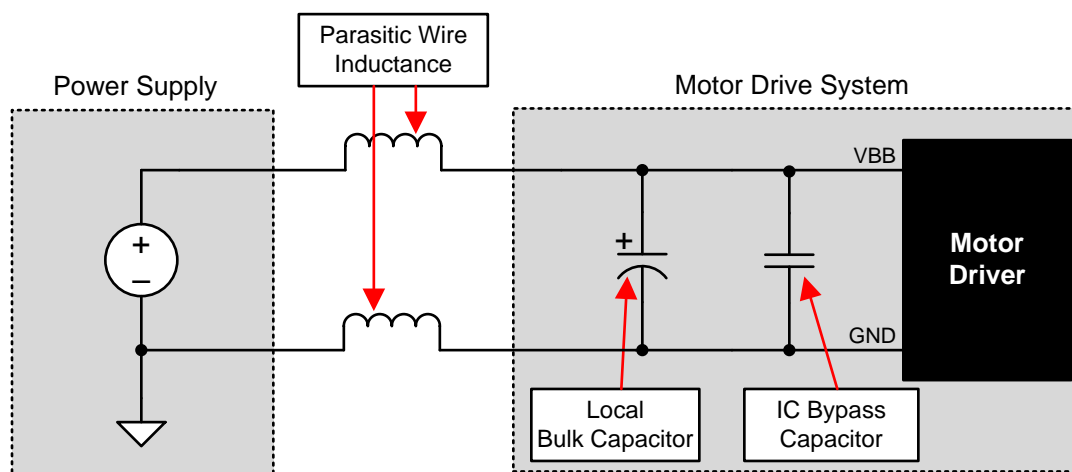 Parasitic Wire
Inductance
Power Supply
Motor Drive System
VBB
+
+
−
Motor
Driver
GND
Local
Bulk Capacitor
IC Bypass
Capacitor